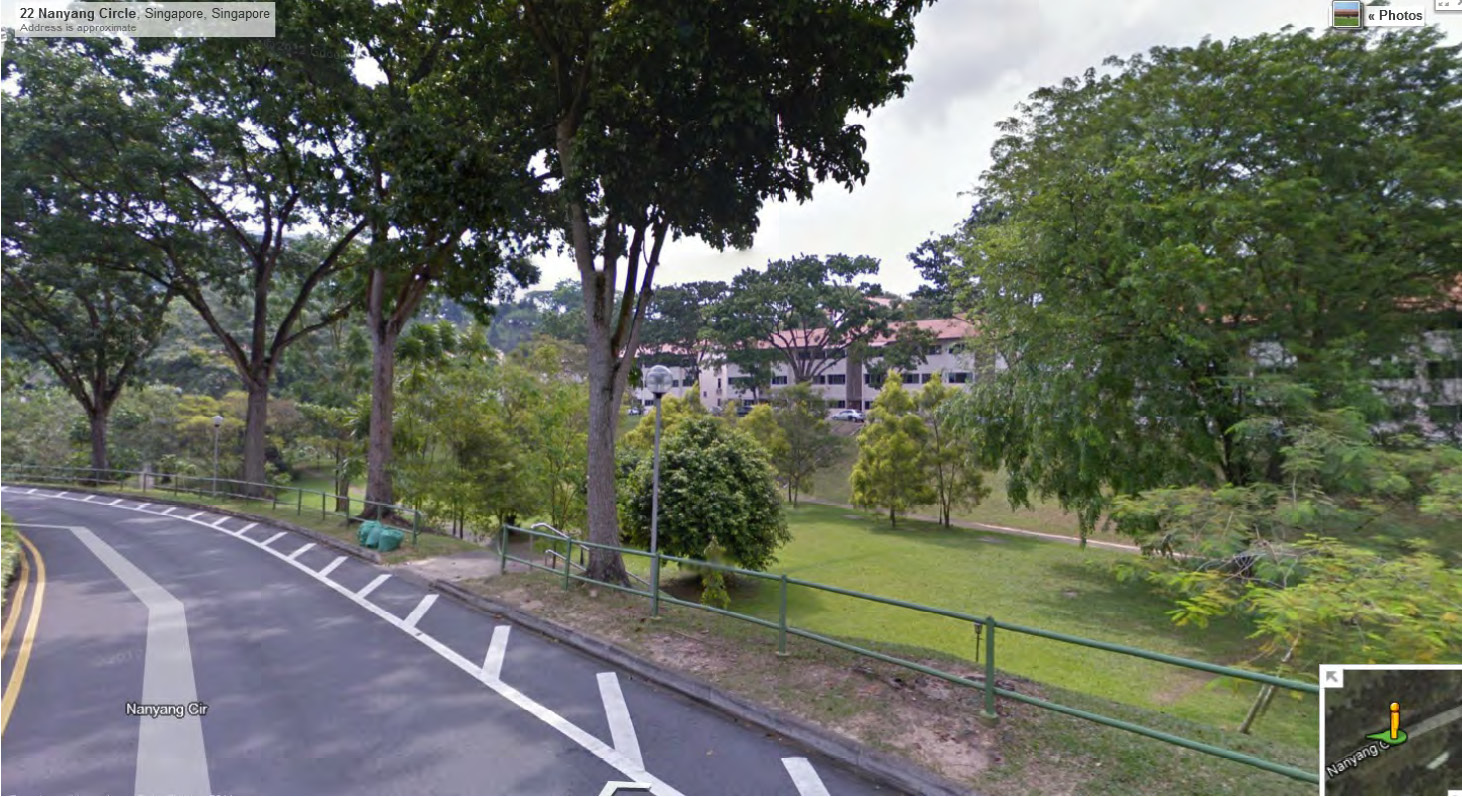 22 Nanyang Circle, Singapore, Singapore
Address is approximate
« Photos
Nanyang Cir
Nanyang C